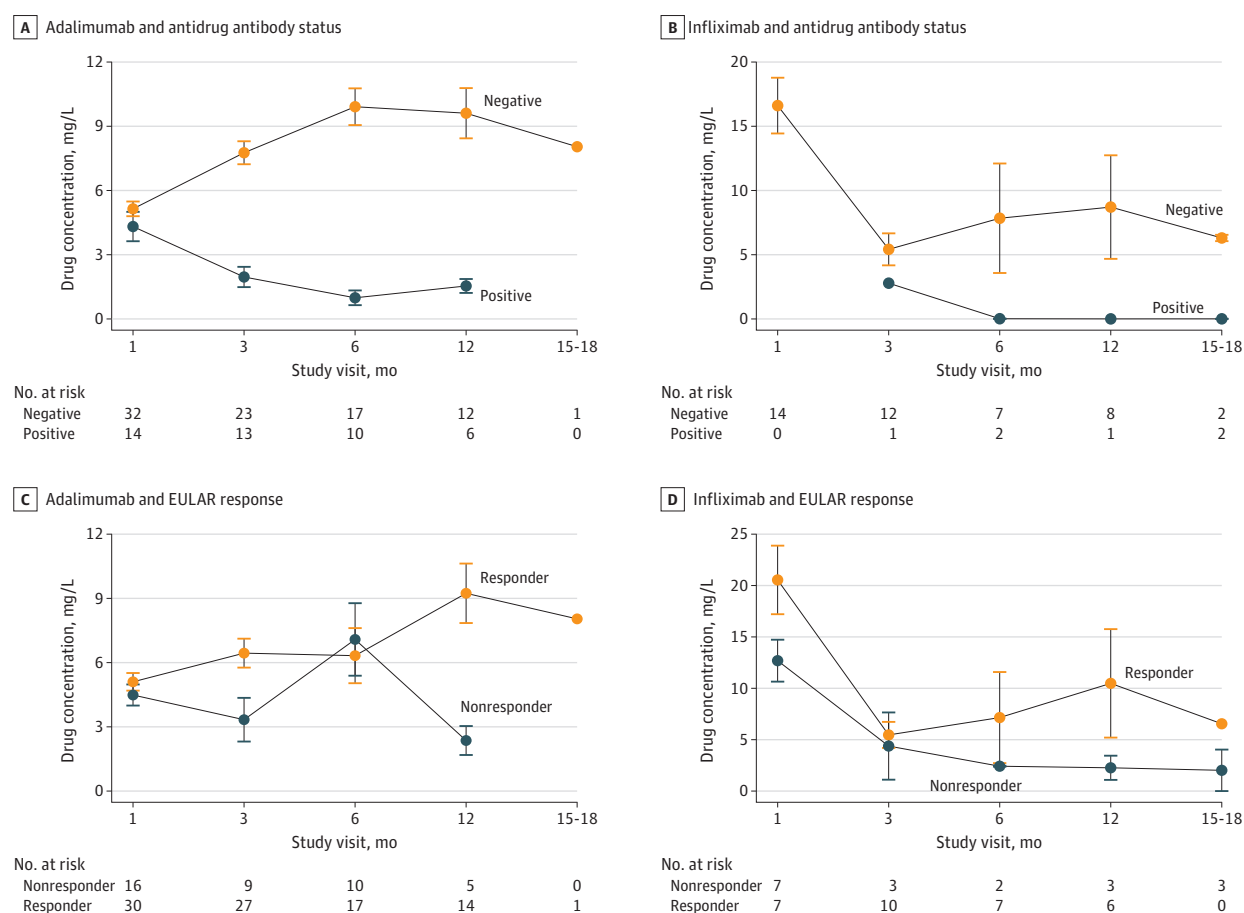 A Adalimumab and antidrug antibody status
12
9
6
3
0
Drug concentration, mg/L
Negative
Positive
1 3 6 12 15-18
Study visit, mo
No. at risk
Negative 32 23 17 12 1
Positive 14 13 10 6 0
B Infliximab and antidrug antibody status
20
15
10
5
0
Drug concentration, mg/L
Negative
Positive
1 3 6 12 15-18
Study visit, mo
No. at risk
Negative 14 12 7 8 2
Positive 0 1 2 1 2
C Adalimumab and EULAR response
12
9
6
3
0
Drug concentration, mg/L
Responder
Nonresponder
1 3 6 12 15-18
Study visit, mo
No. at risk
Nonresponder 16 9 10 5 0
Responder 30 27 17 14 1
D Infliximab and EULAR response
25
20
15
10
5
0
Drug concentration, mg/L
Responder
Nonresponder
1 3 6 12 15-18
Study visit, mo
No. at risk
Nonresponder 7 3 2 3 3
Responder 7 10 7 6 0